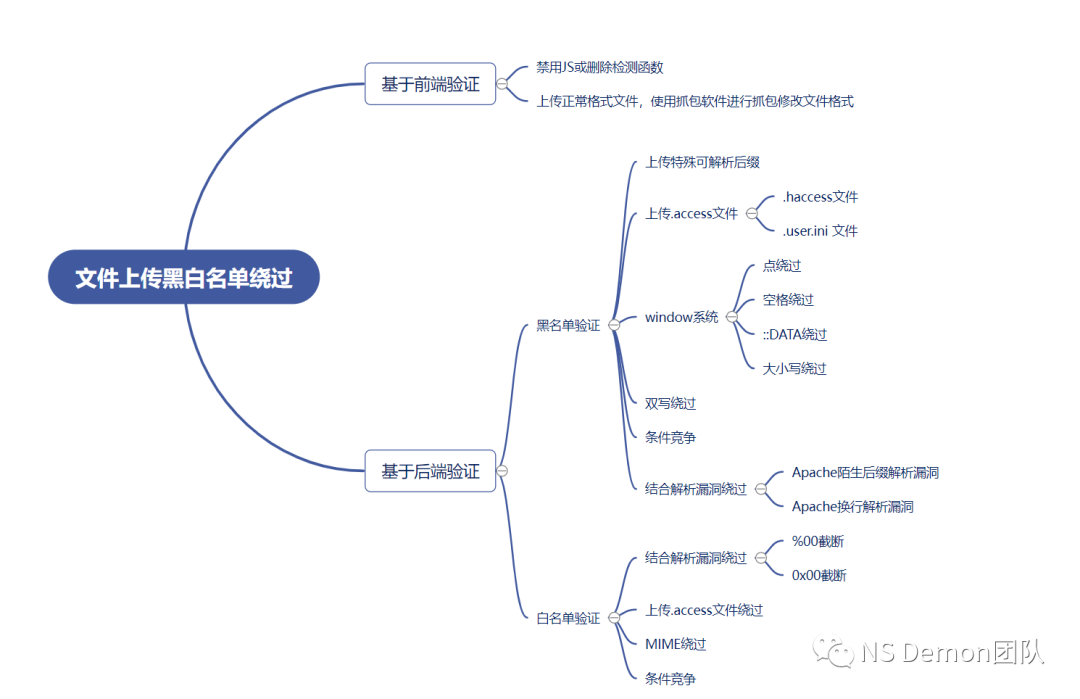 文件上传黑白名单绕过
基于前端验证
禁用JS或删除检测函数
上传正常格式文件，使用抓包软件进行抓包修改文件格式
基于后端验证
黑名单验证
上传特殊可解析后缀
上传.access文件
.haccess文件
.user.ini 文件
window系统
点绕过
空格绕过
::DATA绕过
大小写绕过
双写绕过
条件竞争
结合解析漏洞绕过
Apache陌生后缀解析漏洞
Apache换行解析漏洞
白名单验证
结合解析漏洞绕过
%00截断
0x00截断
上传.access文件绕过
MIME绕过
条件竞争
NS Demon团队